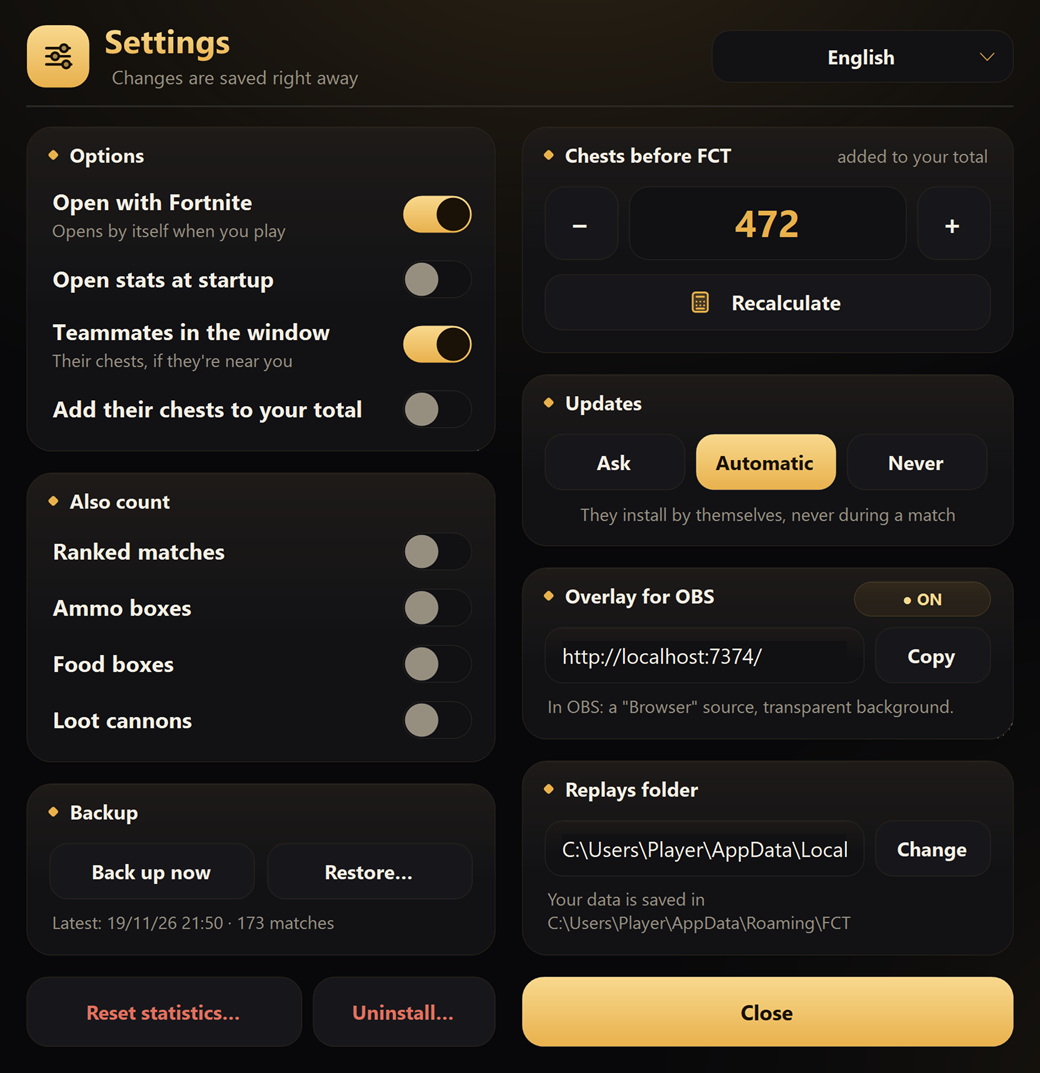 Settings
Changes are saved right away
English
Options
Open with Fortnite
Opens by itself when you play
Open stats at startup
Teammates in the window
Their chests, if they're near you
Add their chests to your total
Also count
Ranked matches
Ammo boxes
Food boxes
Loot cannons
Backup
Back up now
Restore...
Latest: 19/11/26 21:50 · 173 matches
Reset statistics...
Uninstall...
Chests before FCT
added to your total
−
472
+
Recalculate
Updates
Ask
Automatic
Never
They install by themselves, never during a match
Overlay for OBS
● ON
http://localhost:7374/
Copy
In OBS: a "Browser" source, transparent background.
Replays folder
C:\Users\Player\AppData\Local
Change
Your data is saved in
C:\Users\Player\AppData\Roaming\FCT
Close